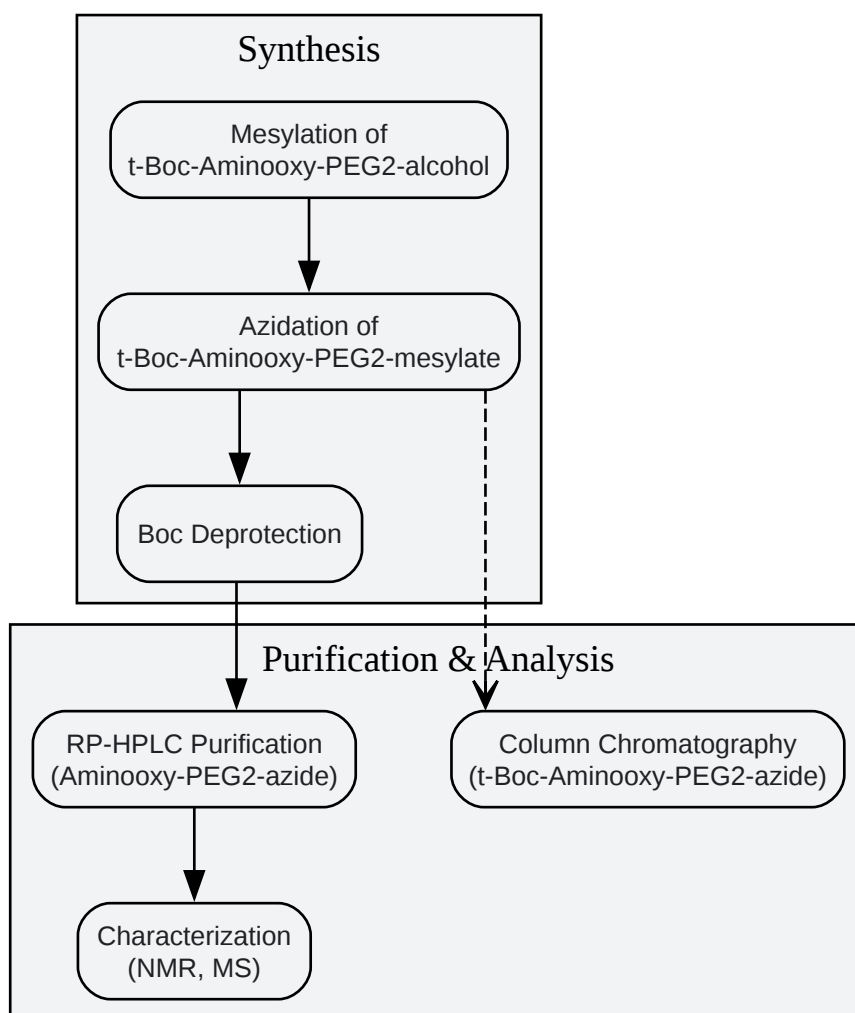 Synthesis
Mesylation of
t-Boc-Aminooxy-PEG2-alcohol
Azidation of
t-Boc-Aminooxy-PEG2-mesylate
Boc Deprotection
Purification & Analysis
RP-HPLC Purification
(Aminooxy-PEG2-azide)
Column Chromatography
(t-Boc-Aminooxy-PEG2-azide)
Characterization
(NMR, MS)